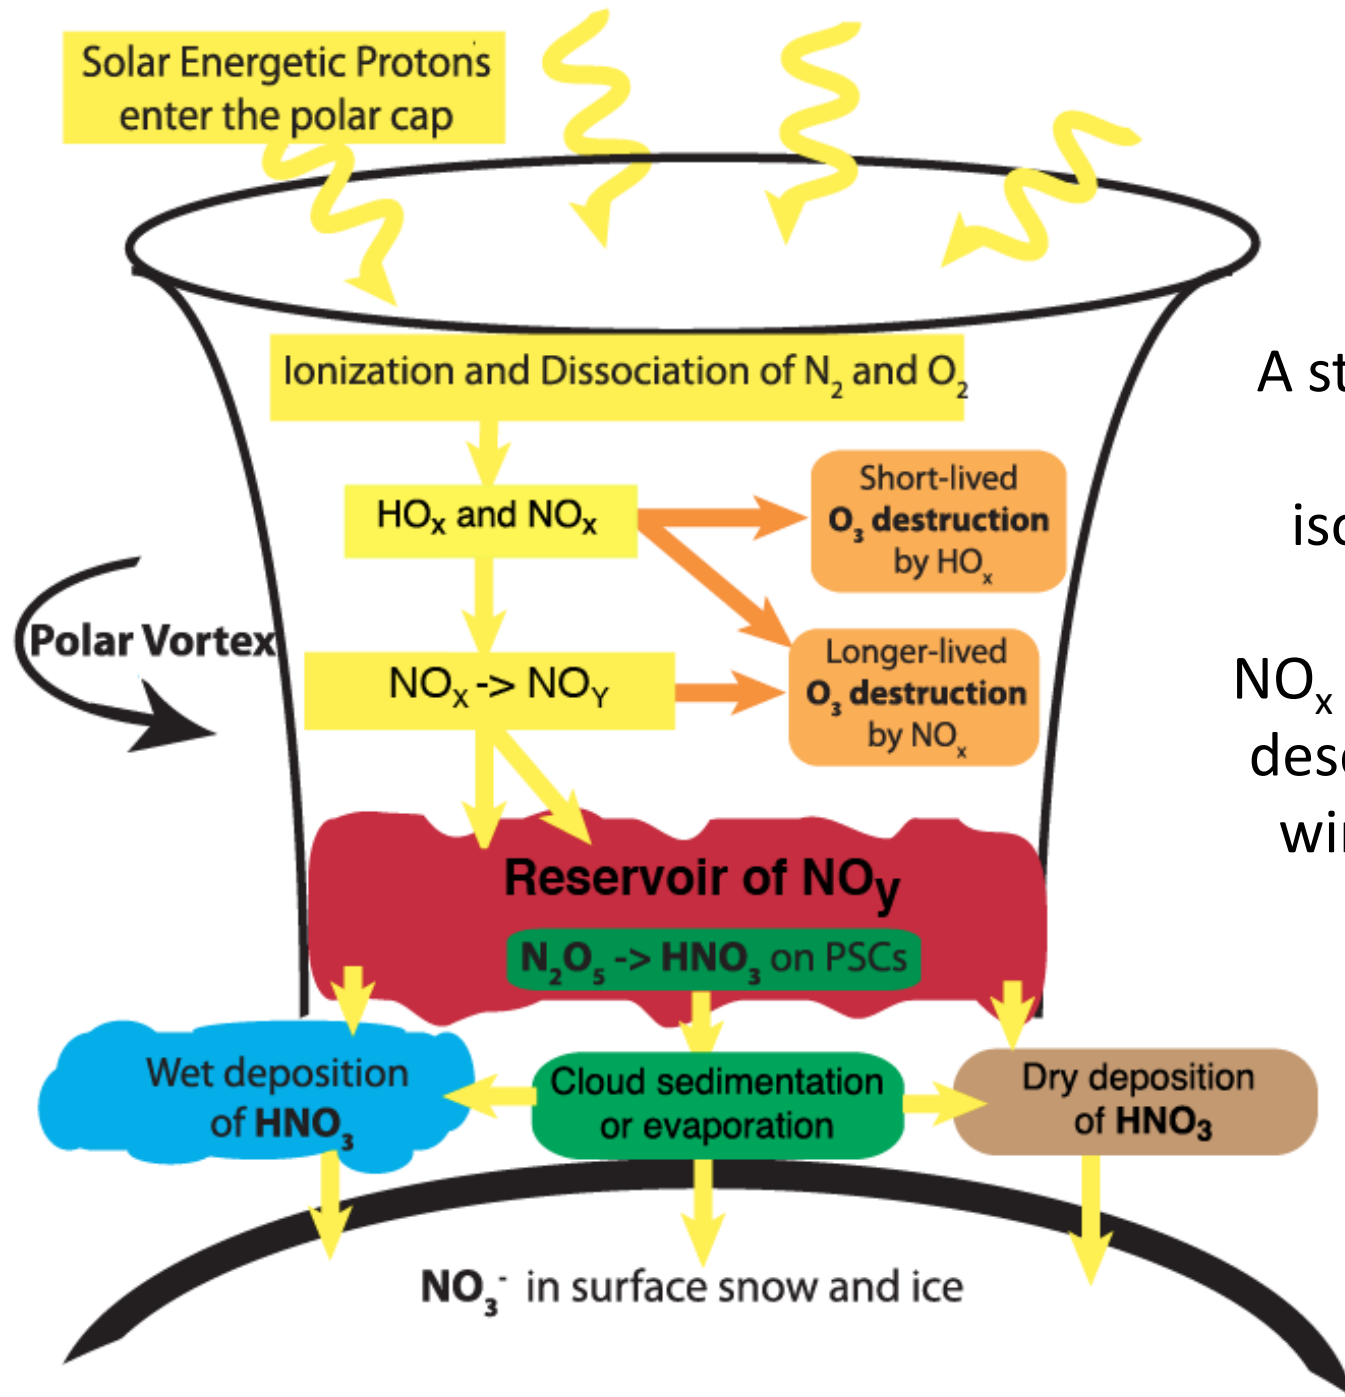 Solar Energetic Protons
enter the polar cap
Ionization and Dissociation of N₂ and O₂
HOₓ and NOₓ
Short-lived
O₃ destruction
by HOₓ
Polar Vortex
NOₓ -> NOY
Longer-lived
O₃ destruction
by NOₓ
A st
NOₓ
Reservoir of NOy
N₂O₅ -> HNO₃ on PSCs
Wet deposition
of HNO₃
Cloud sedimentation
or evaporation
Dry deposition
of HNO₃
NO₃⁻ in surface snow and ice